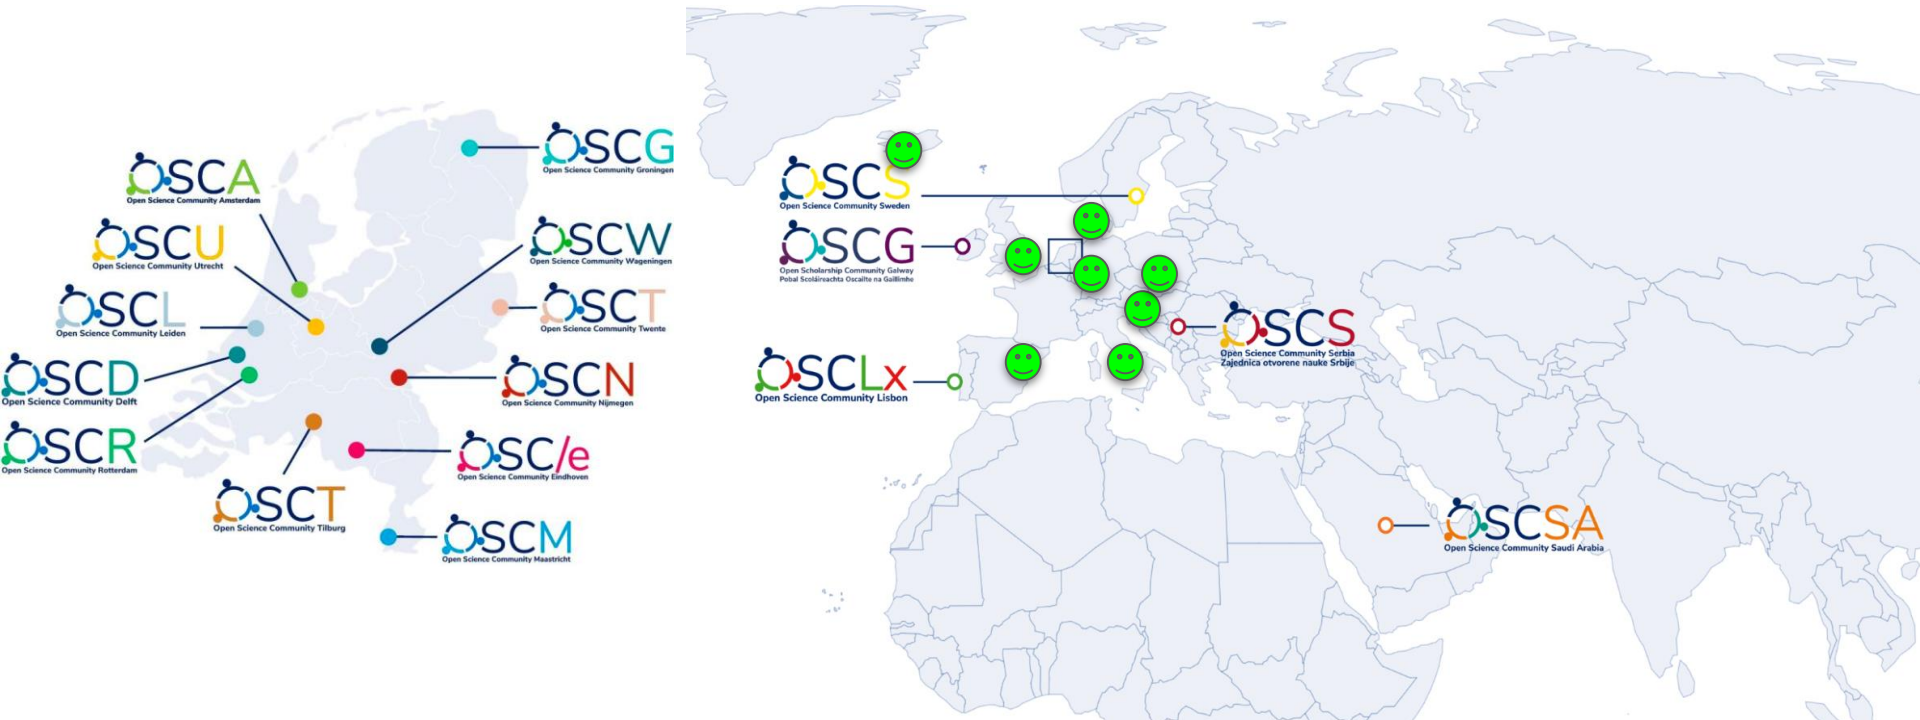 OSCG
Open Science Community Groningen
OSCA
Open Science Community Amsterdam
OSCU
Open Science Community Utrecht
OSCW
Open Science Community Wageningen
OSCL
Open Science Community Leiden
OSCT
Open Science Community Twente
OSCD
Open Science Community Delft
OSCN
Open Science Community Nijmegen
OSCR
Open Science Community Rotterdam
OSC/e
Open Science Community Eindhoven
OSCT
Open Science Community Tilburg
OSCM
Open Science Community Maastricht
OSCS
Open Science Community Sweden
OSCG
Open Scholarship Community Galway
Pobal Scoláireachta Oscailte na Gaillimhe
OSCS
Open Science Community Serbia
Zajednica otvorene nauke Srbije
OSCLx
Open Science Community Lisbon
OSCSA
Open Science Community Saudi Arabia